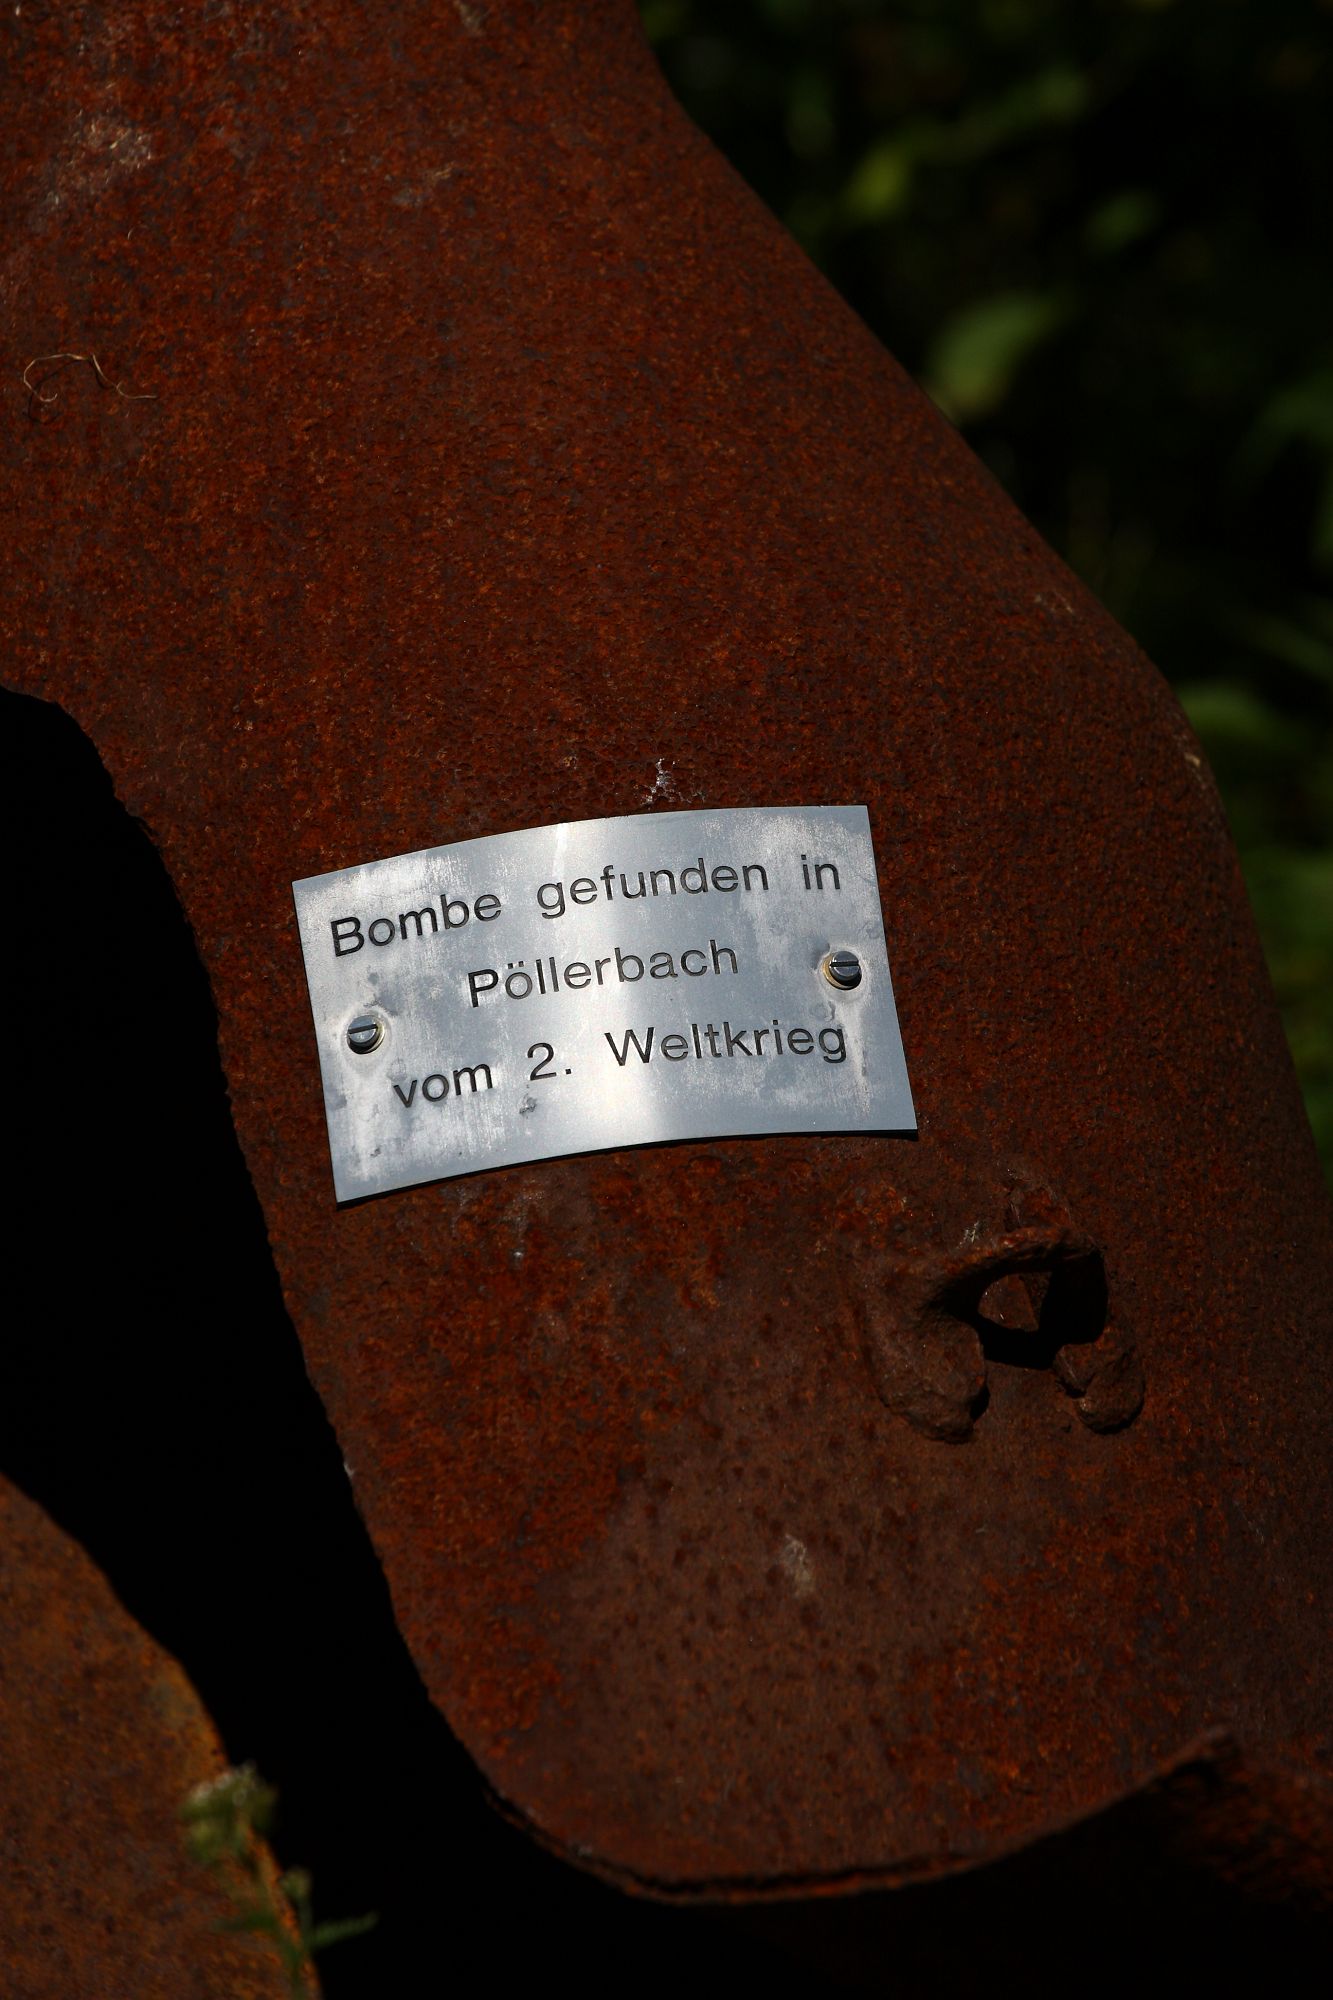 Bombe gefunden in
Pöllerbach
vom 2. Weltkrieg